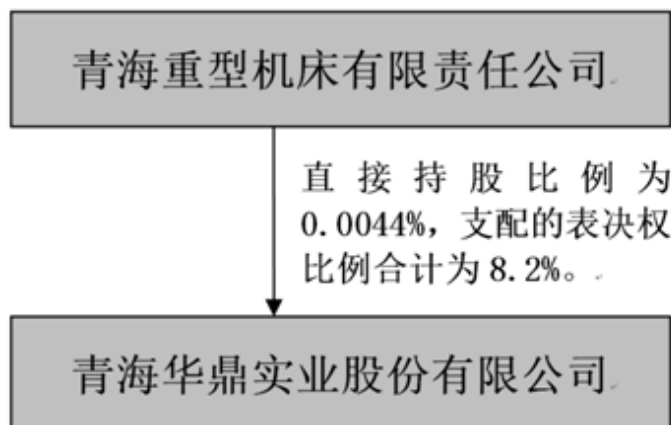 青海重型机床有限责任公司
直接持股比例为
0.0044%，支配的表决权
比例合计为 8.2%。
青海华鼎实业股份有限公司